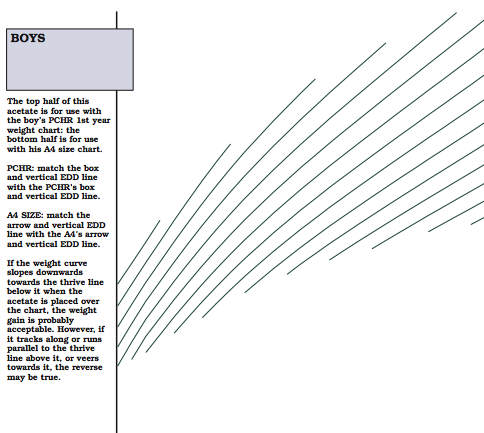 BOYS
The top half of this
acetate is for use with
the boy's PCHR 1st year
weight chart: the
bottom half is for use
with his A4 size chart.
PCHR: match the box
and vertical EDD line
with the PCHR's box
and vertical EDD line.
A4 SIZE: match the
arrow and vertical EDD
line with the A4's arrow
and vertical EDD line.
If the weight curve
slopes downwards
towards the thrive line
below it when the
acetate is placed over
the chart, the weight
gain is probably
acceptable. However, if
it tracks along or runs
parallel to the thrive
line above it, or veers
towards it, the reverse
may be true.